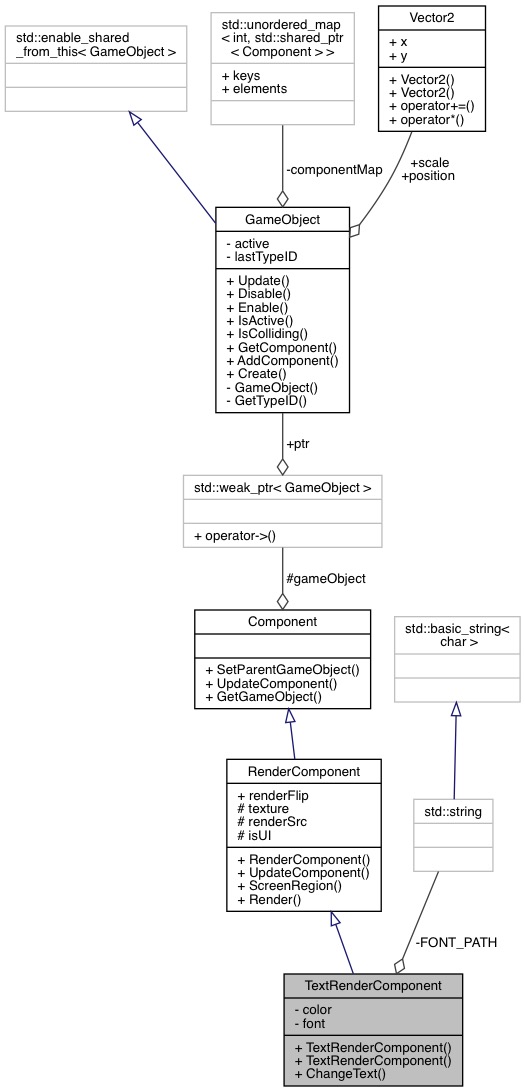 std::enable_shared
_from_this< GameObject >
std::unordered_map
< int, std::shared_ptr
< Component > >
+ keys
+ elements
Vector2
+ x
+ y
+ Vector2()
+ Vector2()
+ operator+=()
+ operator*()
-componentMap
+scale
+position
GameObject
- active
- lastTypeID
+ Update()
+ Disable()
+ Enable()
+ IsActive()
+ IsColliding()
+ GetComponent()
+ AddComponent()
+ Create()
- GameObject()
- GetTypeID()
+ptr
std::weak_ptr< GameObject >
+ operator->()
#gameObject
Component
+ SetParentGameObject()
+ UpdateComponent()
+ GetGameObject()
std::basic_string<
char >
RenderComponent
+ renderFlip
# texture
# renderSrc
# isUI
+ RenderComponent()
+ UpdateComponent()
+ ScreenRegion()
+ Render()
std::string
-FONT_PATH
TextRenderComponent
- color
- font
+ TextRenderComponent()
+ TextRenderComponent()
+ ChangeText()